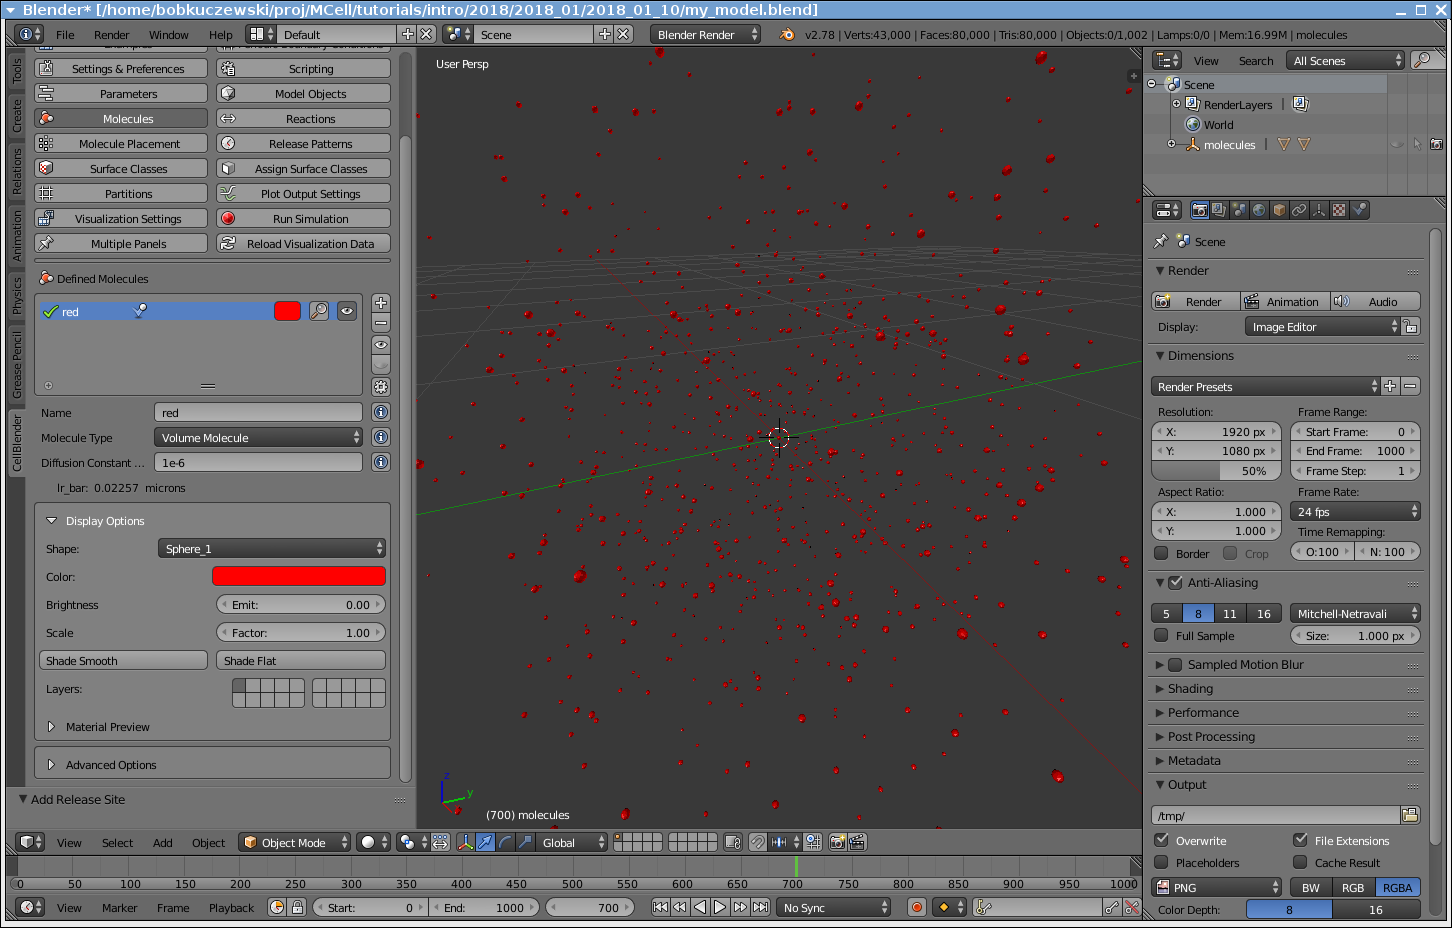 Blender* [/home/bobkuczewski/proj/MCell/tutorials/intro/2018/2018_01/2018_01_10/my_model.blend]
File Render Window Help Default Scene Blender Render v2.78 | Verts:43,000 | Faces:80,000 | Tris:80,000 | Objects:0/1,002 | Lamps:0/0 | Mem:16.99M | molecules
Tools
Create
Relations
Animation
Physics
Grease Pencil
CellBlender
Settings & Preferences Scripting
Parameters Model Objects
Molecules Reactions
Molecule Placement Release Patterns
Surface Classes Assign Surface Classes
Partitions Plot Output Settings
Visualization Settings Run Simulation
Multiple Panels Reload Visualization Data
Defined Molecules
red
Name red
Molecule Type Volume Molecule
Diffusion Constant ... 1e-6
lr_bar: 0.02257 microns
Display Options
Shape: Sphere_1
Color:
Brightness Emit: 0.00
Scale Factor: 1.00
Shade Smooth Shade Flat
Layers:
Material Preview
Advanced Options
Add Release Site
User Persp
z
y
(700) molecules
View Select Add Object Object Mode Global
0 50 100 150 200 250 300 350 400 450 500 550 600 650 700 750 800 850 900 950 1000
View Marker Frame Playback Start: 0 End: 1000 700 No Sync
View Search All Scenes
Scene
RenderLayers
World
molecules
Scene
Render
Render Animation Audio
Display: Image Editor
Dimensions
Render Presets
Resolution: Frame Range:
X: 1920 px Start Frame: 0
Y: 1080 px End Frame: 1000
50% Frame Step: 1
Aspect Ratio: Frame Rate:
X: 1.000 24 fps
Y: 1.000 Time Remapping:
Border Crop O:100 N: 100
Anti-Aliasing
5 8 11 16 Mitchell-Netravali
Full Sample Size: 1.000 px
Sampled Motion Blur
Shading
Performance
Post Processing
Metadata
Output
/tmp/
Overwrite File Extensions
Placeholders Cache Result
PNG BW RGB RGBA
Color Depth: 8 16